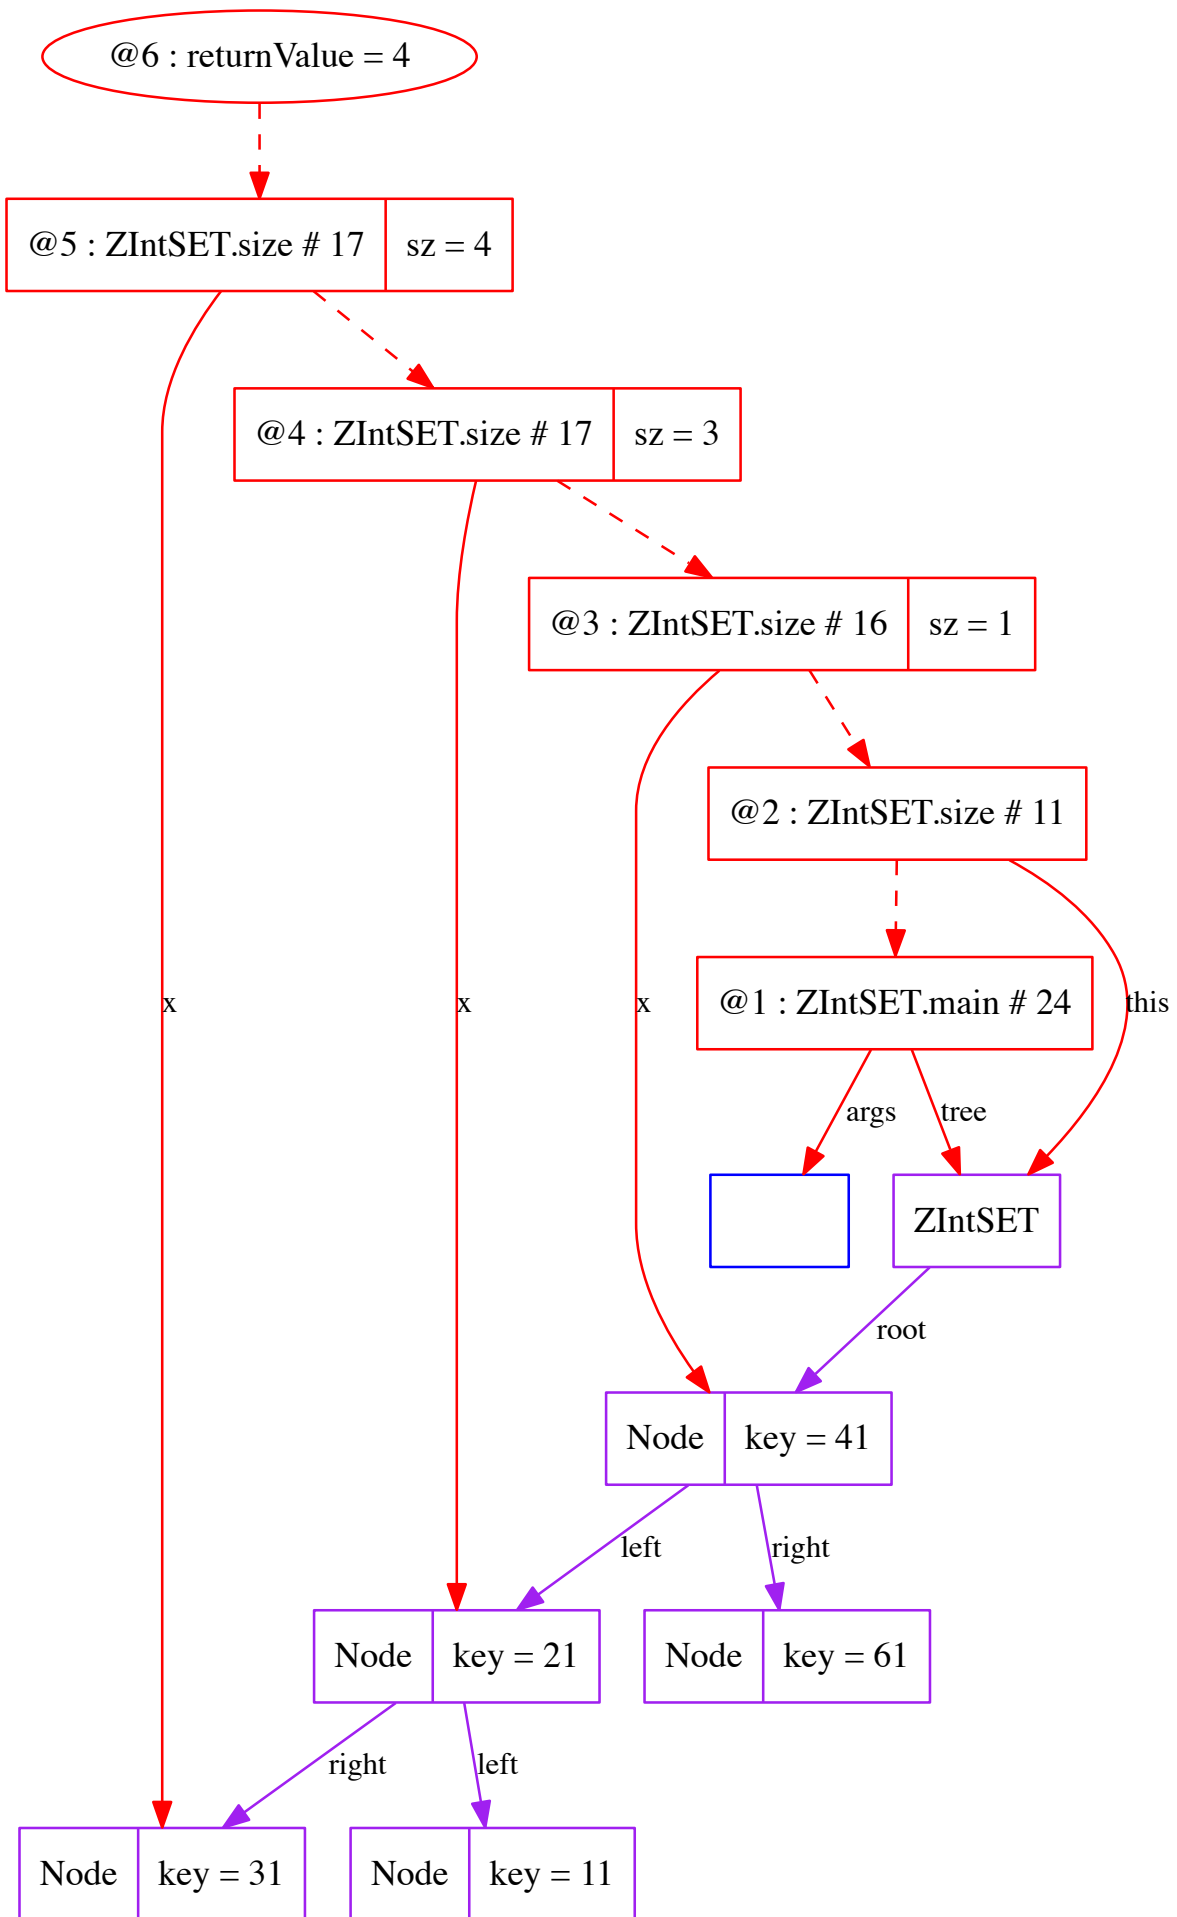 @6 : returnValue = 4
@5 : ZIntSET.size # 17 sz = 4
@4 : ZIntSET.size # 17 sz = 3
@3 : ZIntSET.size # 16 sz = 1
@2 : ZIntSET.size # 11
x x x @1 : ZIntSET.main # 24 this
args tree
ZIntSET
root
Node key = 41
left right
Node key = 21 Node key = 61
right left
Node key = 31 Node key = 11